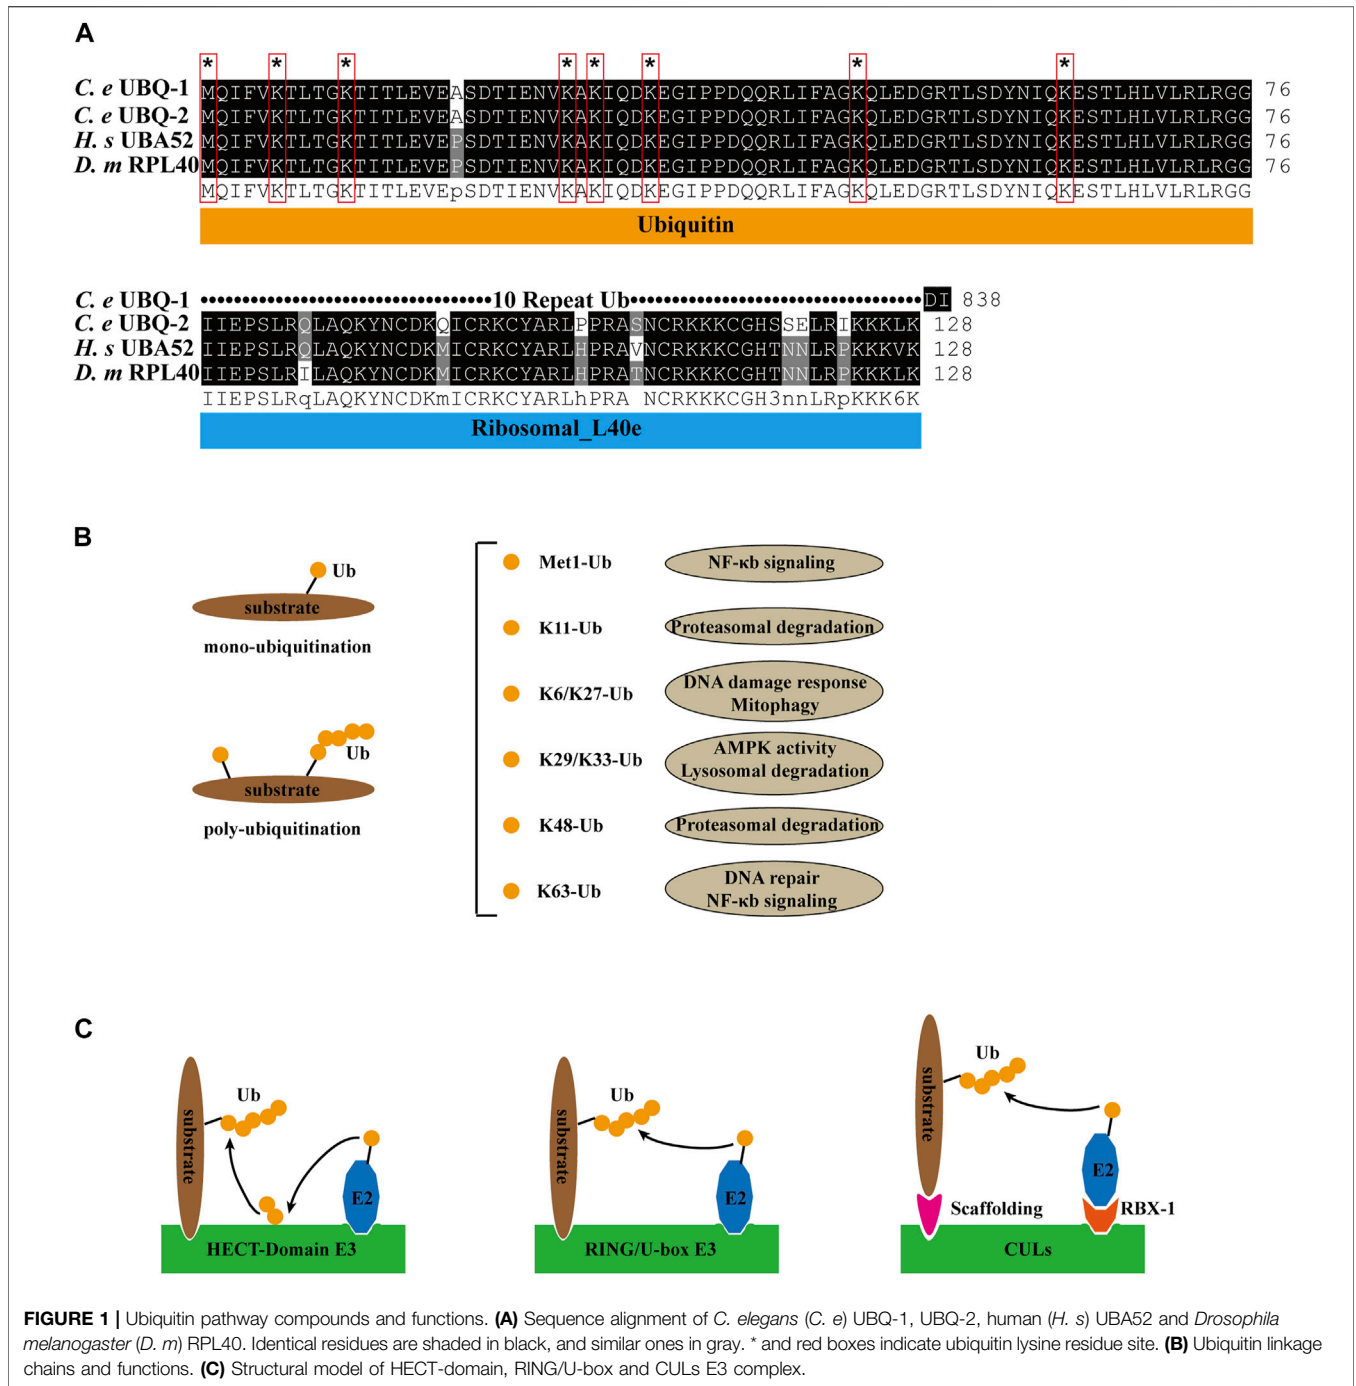 A
* * * * * * * *
C. e UBQ-1 MQIFVKTLTGKTITLEVEASDTIENVKAKIQDKEGIPPDQQRLIFAGKQLEDGRTLSDYNIQKESTLHLVLRLRGG 76
C. e UBQ-2 MQIFVKTLTGKTITLEVEASDTIENVKAKIQDKEGIPPDQQRLIFAGKQLEDGRTLSDYNIQKESTLHLVLRLRGG 76
H. s UBA52 MQIFVKTLTGKTITLEVEPSDTIENVKAKIQDKEGIPPDQQRLIFAGKQLEDGRTLSDYNIQKESTLHLVLRLRGG 76
D. m RPL40 MQIFVKTLTGKTITLEVEPSDTIENVKAKIQDKEGIPPDQQRLIFAGKQLEDGRTLSDYNIQKESTLHLVLRLRGG 76
MQIFVKTLTGKTITLEVEpSDTIENVKAKIQDKEGIPPDQQRLIFAGKQLEDGRTLSDYNIQKESTLHLVLRLRGG
Ubiquitin
C. e UBQ-1 ••••••••••••••••••••••••••••••••10 Repeat Ub••••••••••••••••••••••••••••••••DI 838
C. e UBQ-2 IIEPSLRQLAQKYNCDKQICRKCYARLPPRASNCRKKKCGHSSELRIKKKLK 128
H. s UBA52 IIEPSLRQLAQKYNCDKMICRKCYARLHPRAVNCRKKKCGHTNNLRPKKKVK 128
D. m RPL40 IIEPSLRILAQKYNCDKMICRKCYARLHPRATNCRKKKCGHTNNLRPKKKLK 128
IIEPSLRqLAQKYNCDKmICRKCYARLhPRA NCRKKKCGH3nnLRpKKK6K
Ribosomal_L40e
B
Ub
substrate
mono-ubiquitination
Ub
substrate
poly-ubiquitination
Met1-Ub NF-κb signaling
K11-Ub Proteasomal degradation
K6/K27-Ub DNA damage response
Mitophagy
K29/K33-Ub AMPK activity
Lysosomal degradation
K48-Ub Proteasomal degradation
K63-Ub DNA repair
NF-κb signaling
C
substrate
Ub
E2
HECT-Domain E3
substrate
Ub
E2
RING/U-box E3
substrate
Ub
E2
Scaffolding
RBX-1
CULs
FIGURE 1 | Ubiquitin pathway compounds and functions. (A) Sequence alignment of C. elegans (C. e) UBQ-1, UBQ-2, human (H. s) UBA52 and Drosophila
melanogaster (D. m) RPL40. Identical residues are shaded in black, and similar ones in gray. * and red boxes indicate ubiquitin lysine residue site. (B) Ubiquitin linkage
chains and functions. (C) Structural model of HECT-domain, RING/U-box and CULs E3 complex.